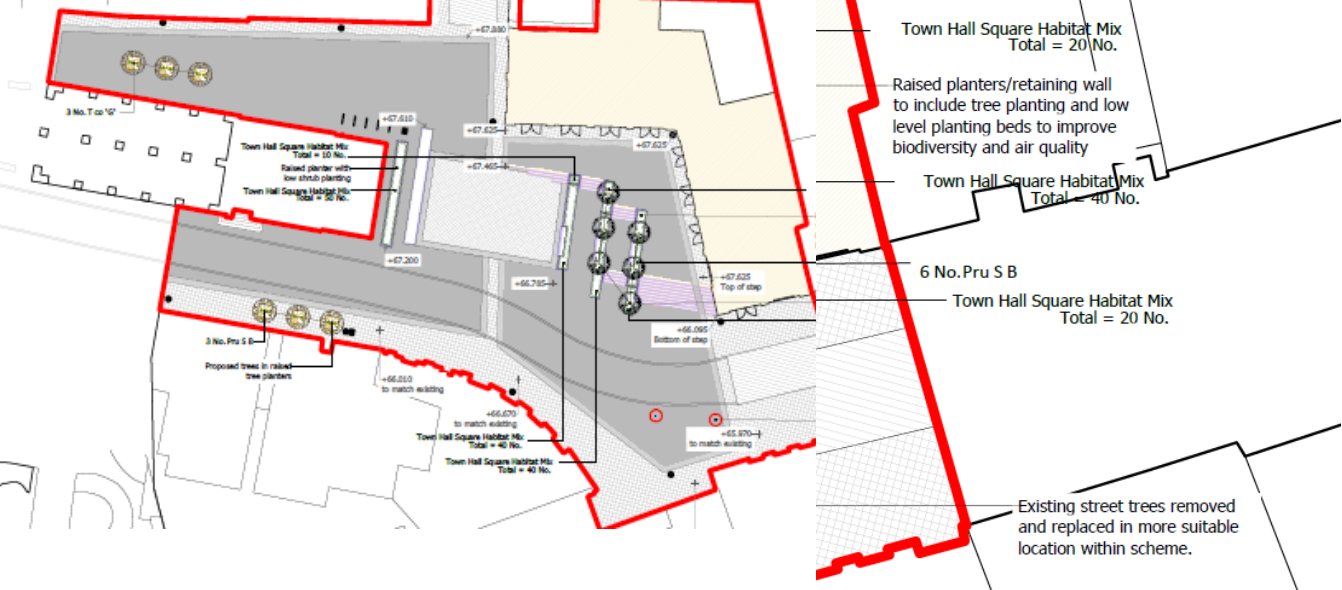 +67.880
3 No. T co 'G'
+67.610
+67.625
+67.625
Town Hall Square Habitat Mix
Total = 10 No.
+67.465
Raised planter with
low shrub planting
Town Hall Square Habitat Mix
Total = 50 No.
+67.200
+66.785
+67.625
Top of step
+66.095
Bottom of step
3 No. Pru S B
Proposed trees in raised
tree planters
+66.010
to match existing
+66.670
to match existing
+65.870
to match existing
Town Hall Square Habitat Mix
Total = 40 No.
Town Hall Square Habitat Mix
Total = 40 No.
Town Hall Square Habitat Mix
Total = 20 No.
Raised planters/retaining wall
to include tree planting and low
level planting beds to improve
biodiversity and air quality
Town Hall Square Habitat Mix
Total = 40 No.
6 No. Pru S B
Town Hall Square Habitat Mix
Total = 20 No.
Existing street trees removed
and replaced in more suitable
location within scheme.